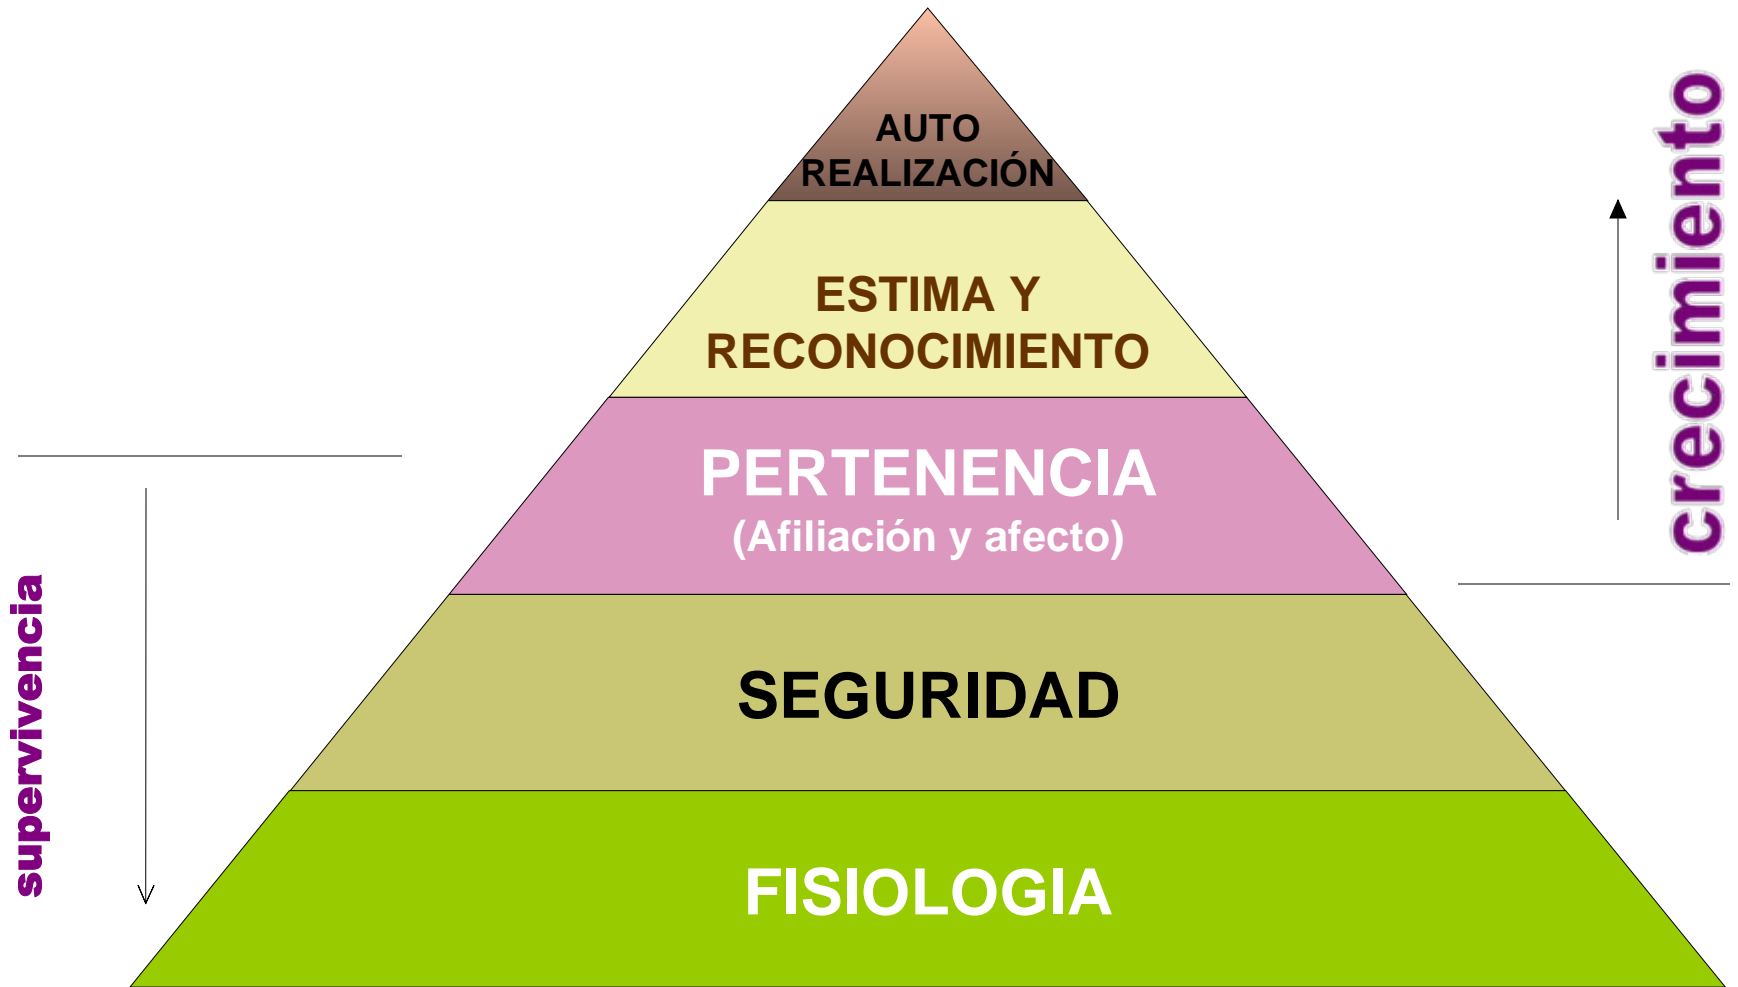 AUTO
REALIZACIÓN
ESTIMA Y
RECONOCIMIENTO
PERTENENCIA
(Afiliación y afecto)
SEGURIDAD
FISIOLOGIA
supervivencia
crecimiento